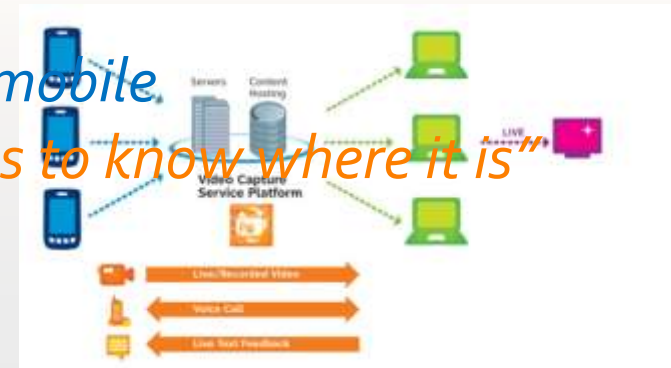 mobile
Servers
Content
Hosting
LIVE
s to know where it is”
Video Capture
Service Platform
Live/Recorded Video
Voice Call
Live Text Feedback